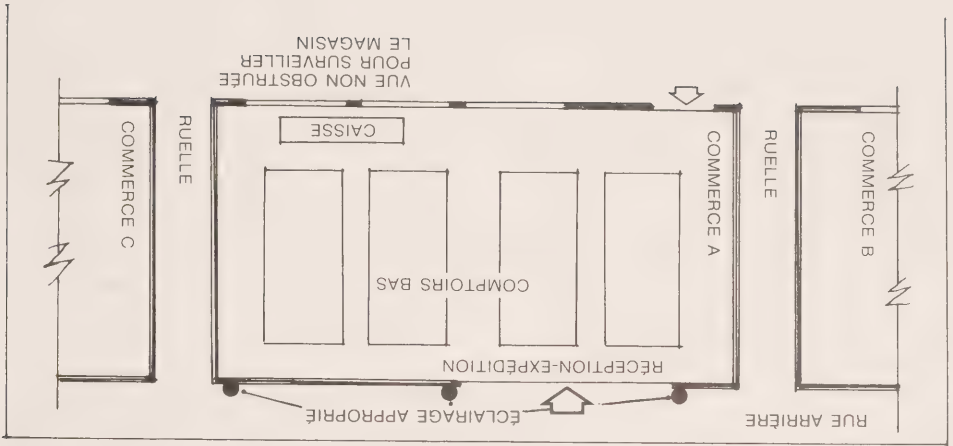 RUE ARRIÈRE
ÉCLAIRAGE APPROPRIÉ
RÉCEPTION-EXPÉDITION
COMPTOIRS BAS
COMMERCE B
RUELLE
COMMERCE A
RUELLE
COMMERCE C
CAISSE
VUE NON OBSTRUÉE
POUR SURVEILLER
LE MAGASIN